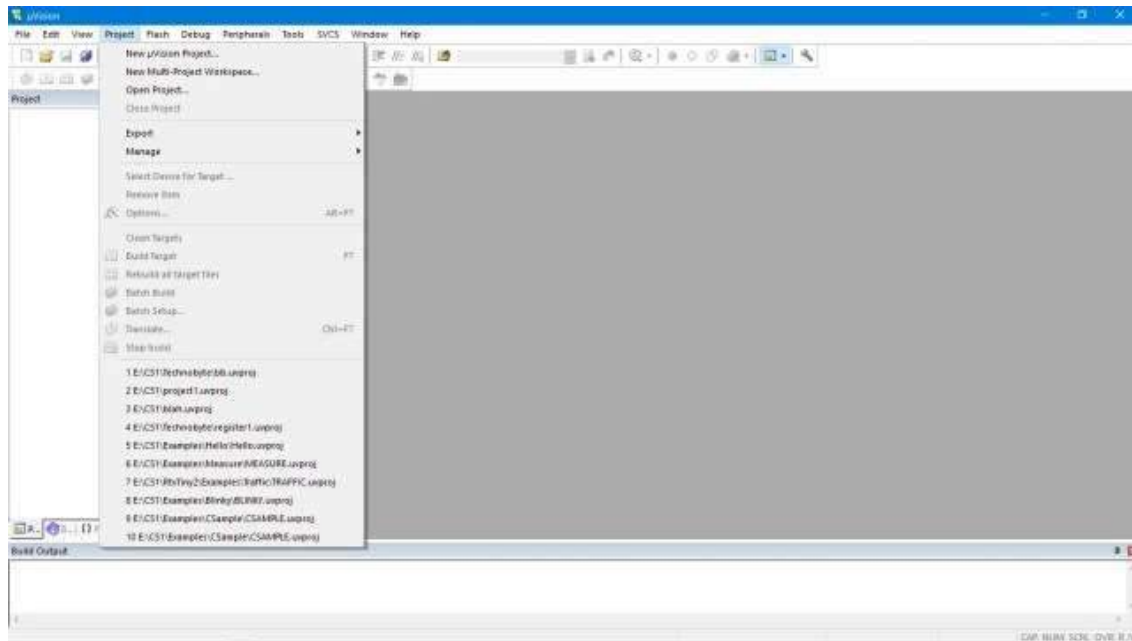 µVision
File Edit View Project Flash Debug Peripherals Tools SVCS Window Help
New µVision Project...
New Multi-Project Workspace...
Open Project...
Close Project
Export
Manage
Select Device for Target ...
Remove Item
Options... Alt+F7
Clean Targets
Build Target F7
Rebuild all target files
Batch Build
Batch Setup...
Translate... Ctrl+F7
Stop build
1 E:\C51\Technobyte\blb.uvproj
2 E:\C51\project1.uvproj
3 E:\C51\blah.uvproj
4 E:\C51\Technobyte\register1.uvproj
5 E:\C51\Examples\Hello\Hello.uvproj
6 E:\C51\Examples\Measure\MEASURE.uvproj
7 E:\C51\RtxTiny2\Examples\Traffic\TRAFFIC.uvproj
8 E:\C51\Examples\Blinky\BLINKY.uvproj
9 E:\C51\Examples\CSample\CSAMPLE.uvproj
10 E:\C51\Examples\CSample\CSAMPLE.uvproj
Project
Build Output
CAP NUM SCRL OVR R